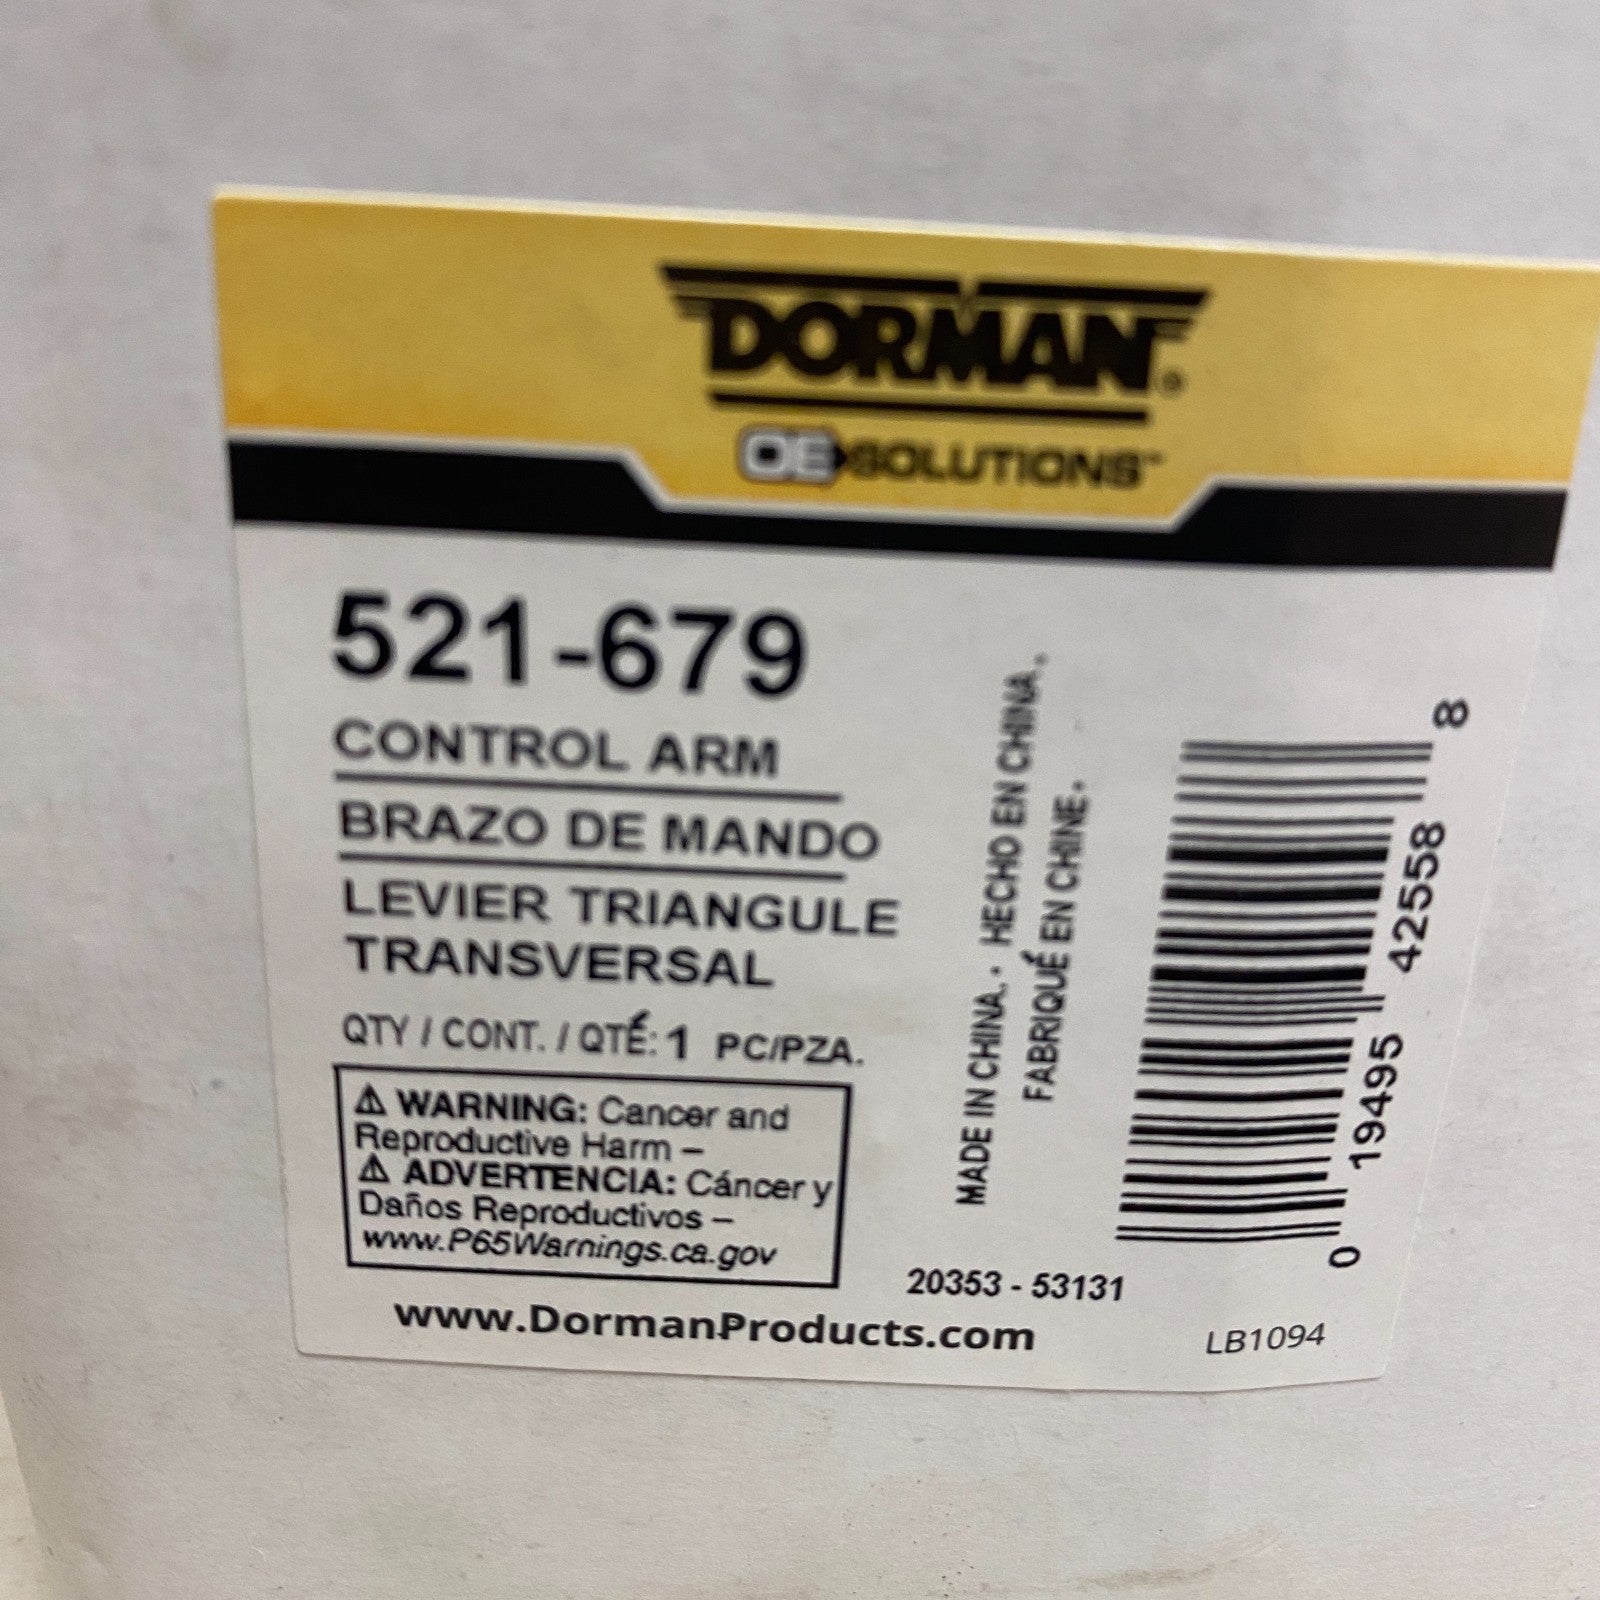 DORMAN®
OE SOLUTIONS™
521-679
CONTROL ARM
BRAZO DE MANDO
LEVIER TRIANGULE
TRANSVERSAL
QTY / CONT. / QTÉ: 1 PC/PZA.
⚠ WARNING: Cancer and
Reproductive Harm –
⚠ ADVERTENCIA: Cáncer y
Daños Reproductivos –
www.P65Warnings.ca.gov
www.DormanProducts.com
MADE IN CHINA. · HECHO EN CHINA.
FABRIQUÉ EN CHINE.
0 19495 42558 8
20353 - 53131
LB1094